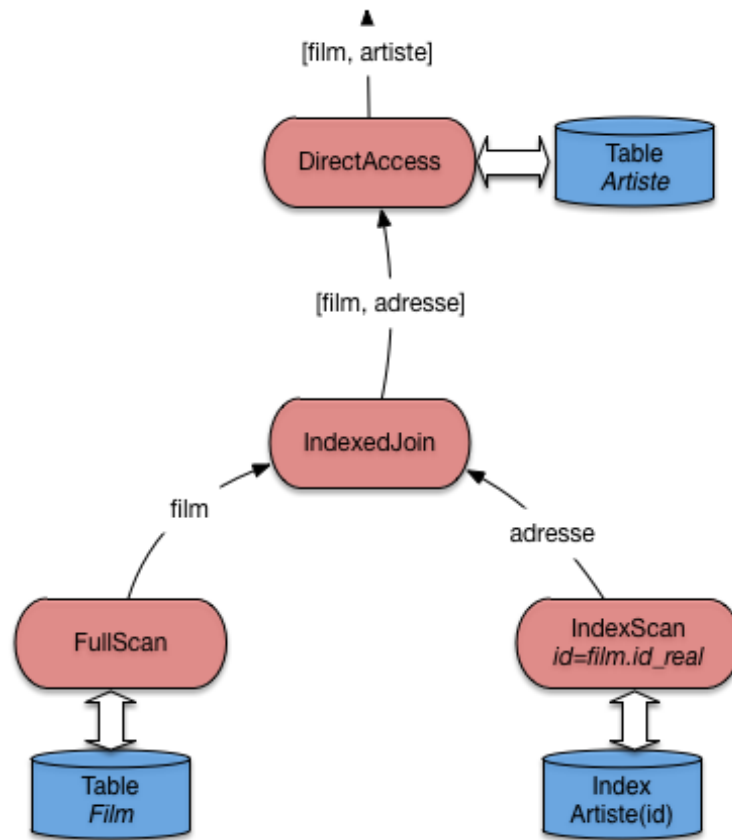 [film, artiste]
DirectAccess
Table
Artiste
[film, adresse]
IndexedJoin
film
adresse
FullScan
IndexScan
id=film.id_real
Table
Film
Index
Artiste(id)